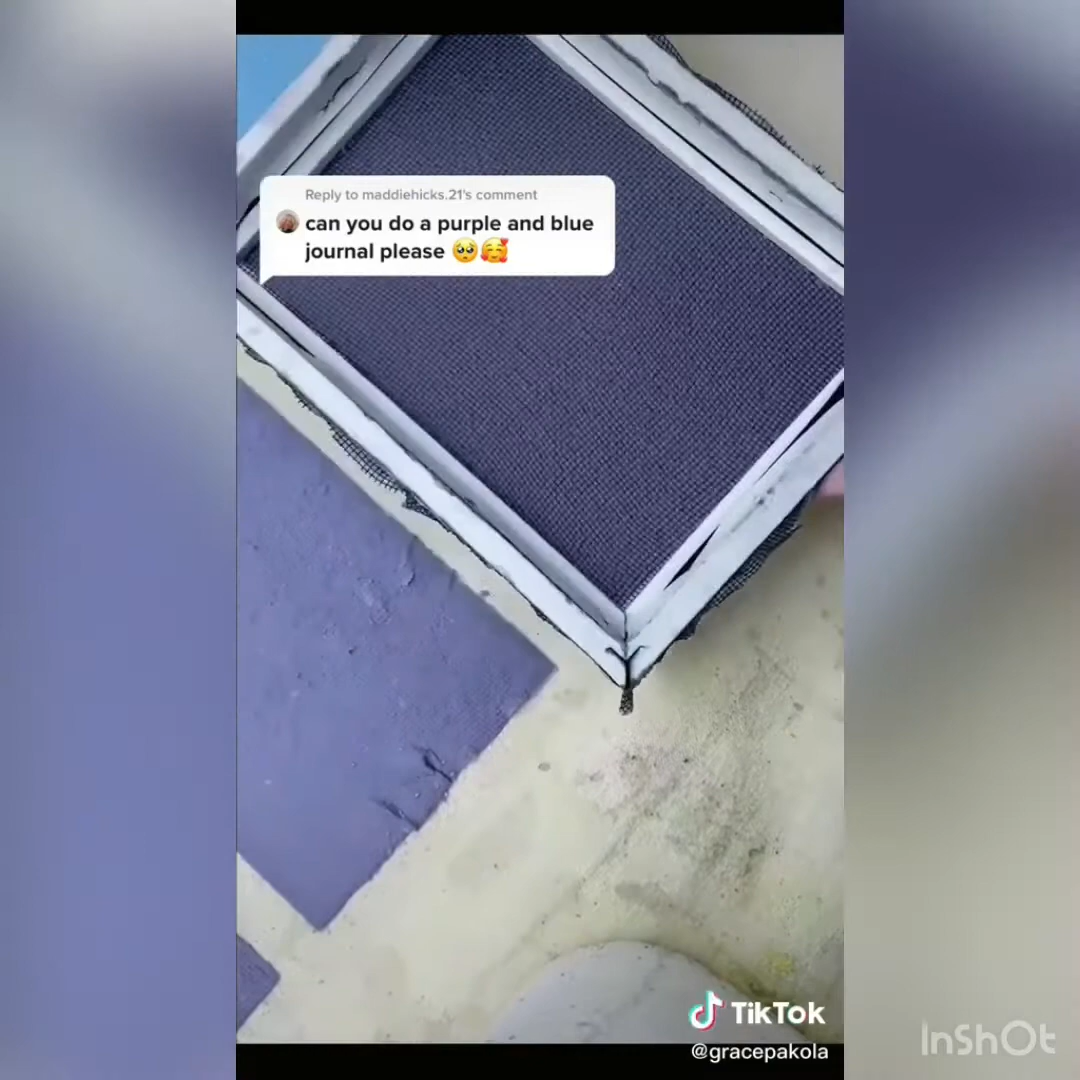 Reply to maddiehicks.21's comment
can you do a purple and blue
journal please 🥺🥰
TikTok
@gracepakola
InShOt